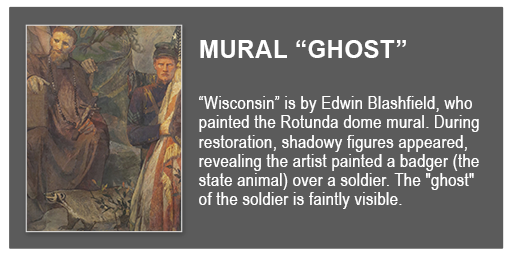 MURAL “GHOST”
“Wisconsin” is by Edwin Blashfield, who
painted the Rotunda dome mural. During
restoration, shadowy figures appeared,
revealing the artist painted a badger (the
state animal) over a soldier. The "ghost"
of the soldier is faintly visible.